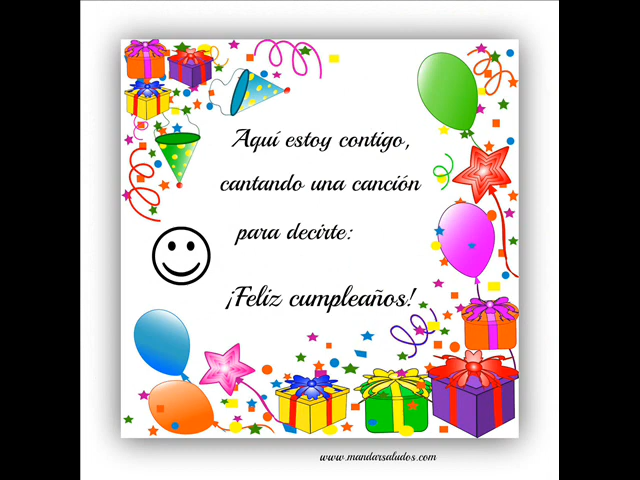 Aquí estoy contigo,
cantando una canción
para decirte:
¡Feliz cumpleaños!
www.mandarsaludos.com